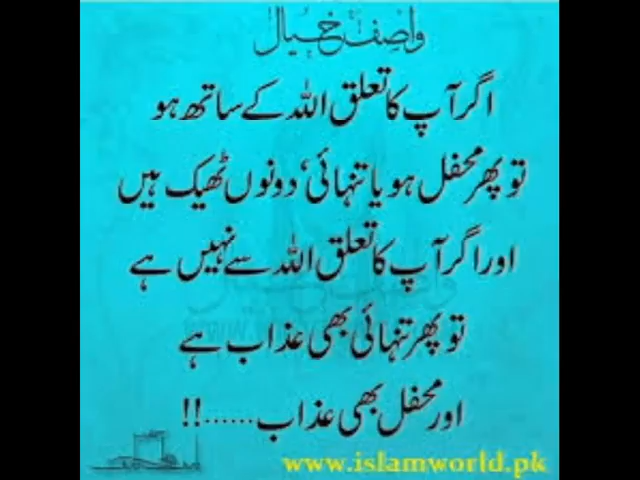 واصف خیال
اگر آپ کا تعلق اللہ کے ساتھ ہو
تو پھر محفل ہو یا تنہائی، دونوں ٹھیک ہیں
اور اگر آپ کا تعلق اللہ سے نہیں ہے
تو پھر تنہائی بھی عذاب ہے
اور محفل بھی عذاب......!!
www.islamworld.pk